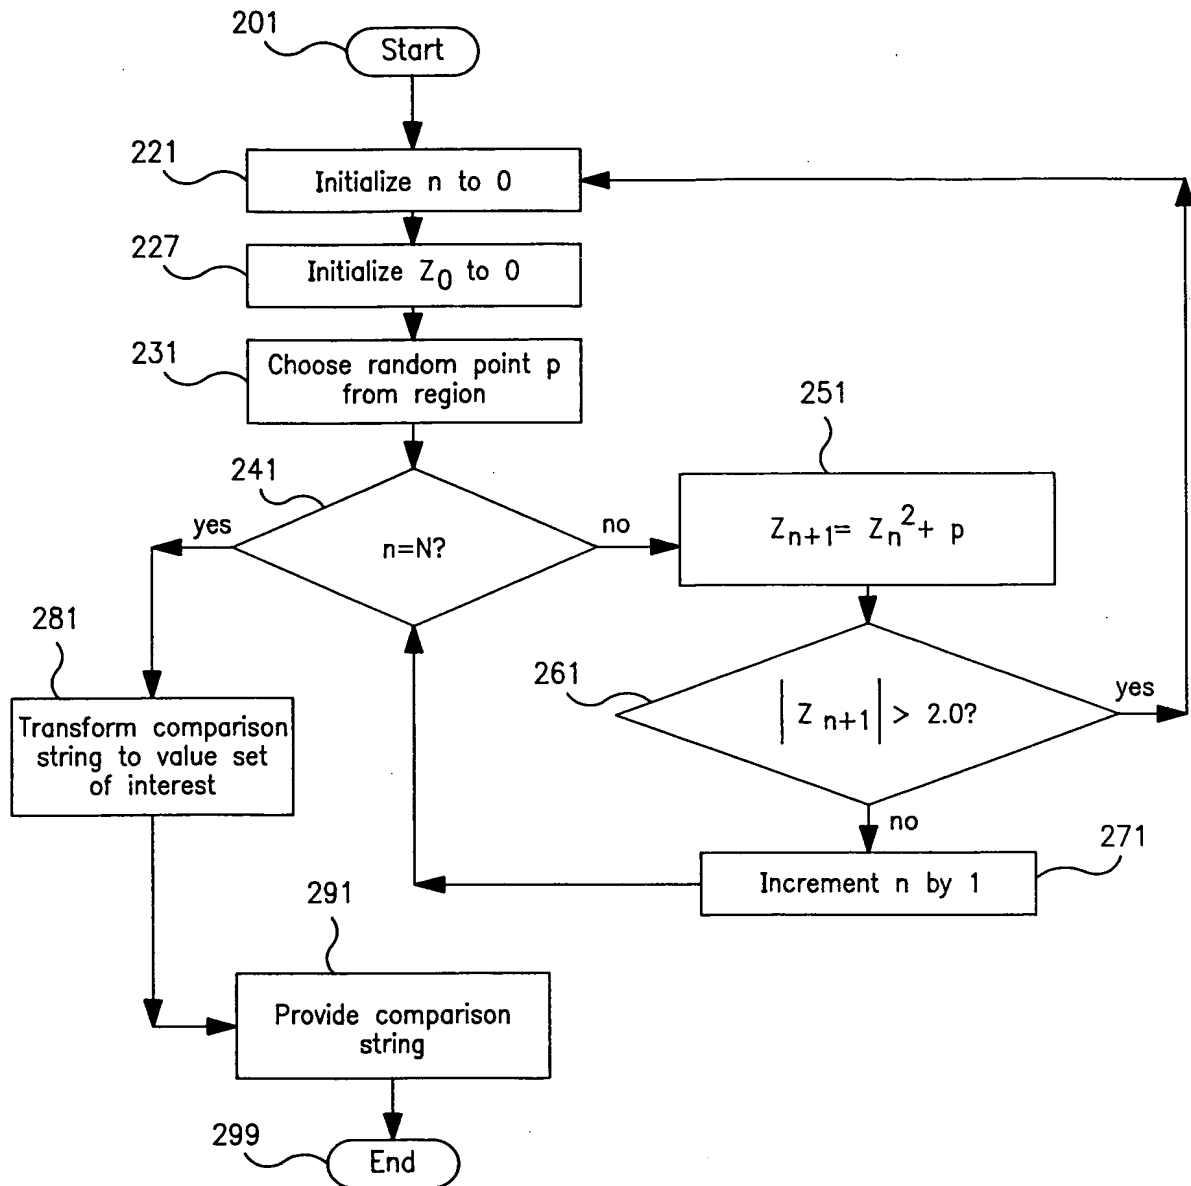 201
Start
221
Initialize n to 0
227
Initialize Z0 to 0
231
Choose random point p
from region
241
yes
n=N?
no
251
Zn+1= Zn2+ p
281
Transform comparison
string to value set
of interest
261
|Z n+1| > 2.0?
yes
no
271
Increment n by 1
291
Provide comparison
string
299
End